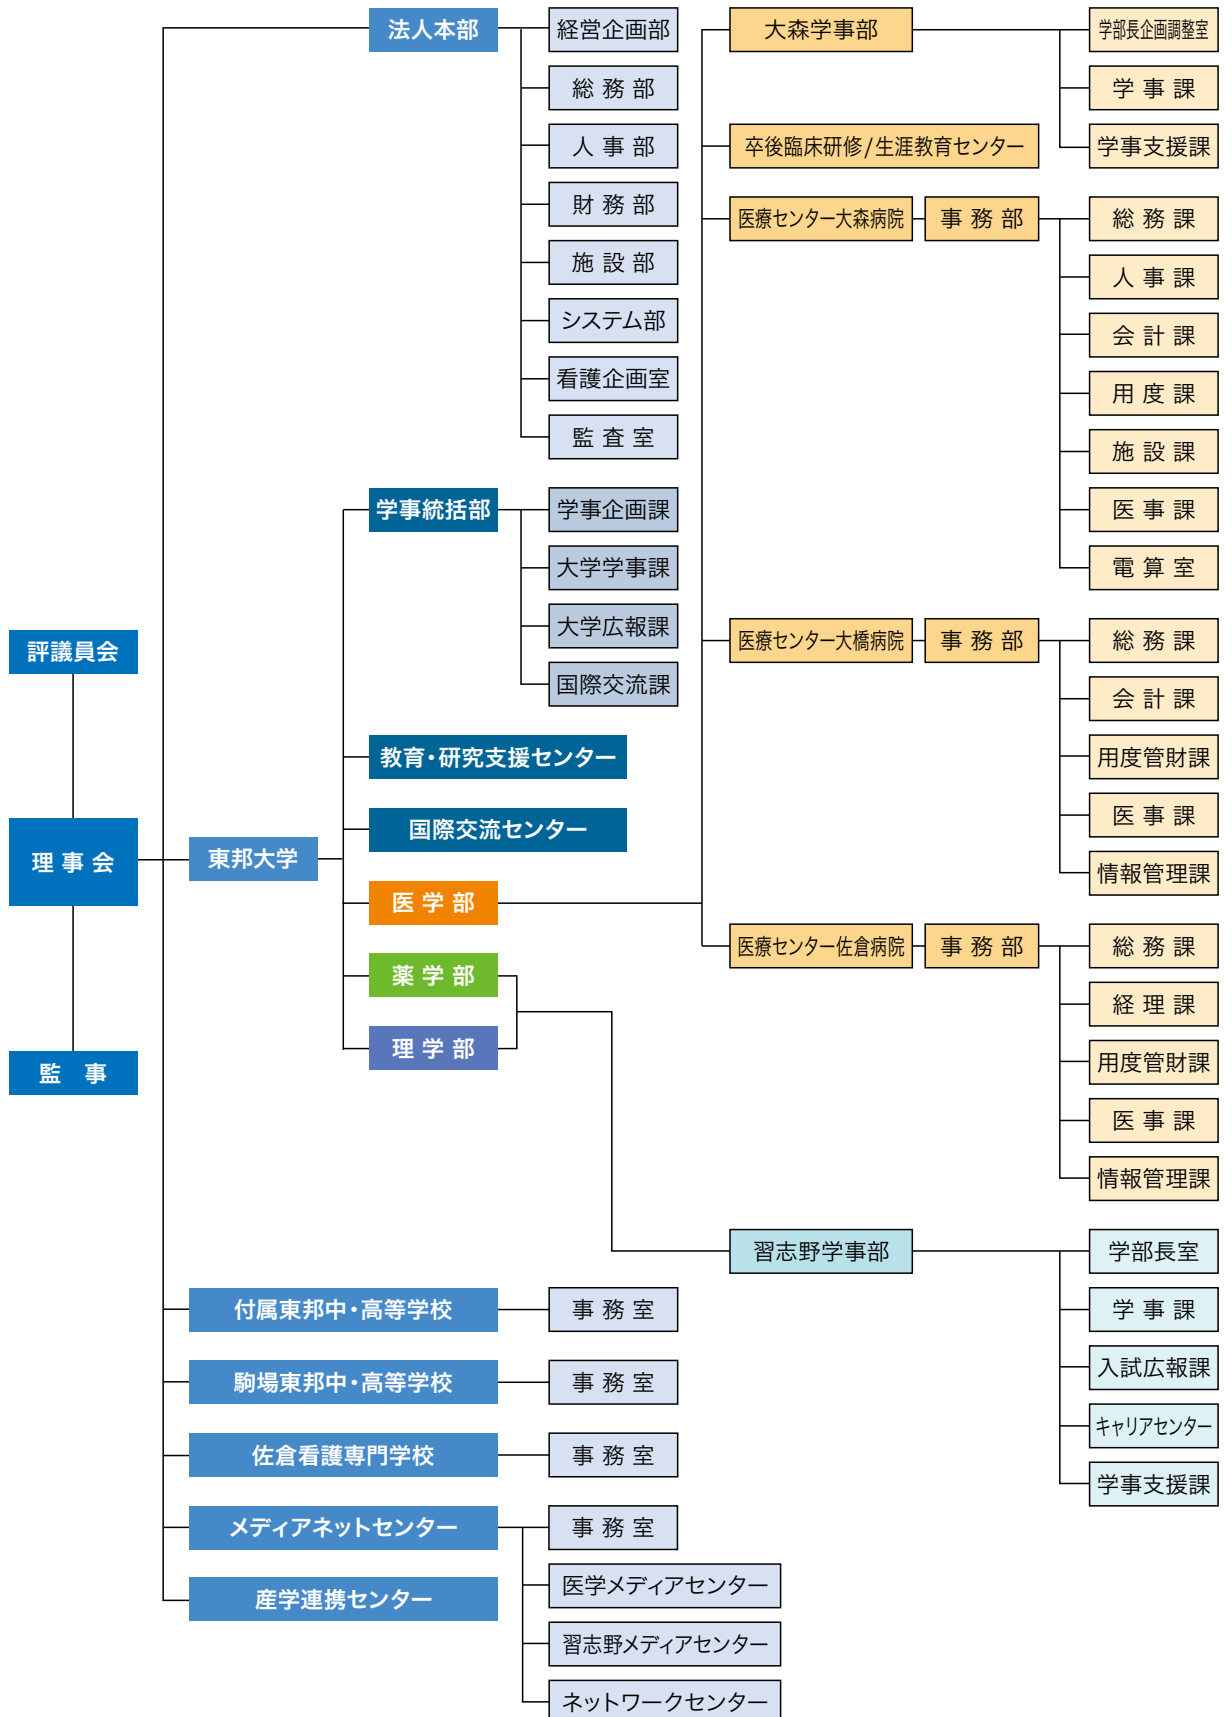 評議員会
理事会
監 事
法人本部
経営企画部
総務部
人事部
財務部
施設部
システム部
看護企画室
監査室
東邦大学
学事統括部
学事企画課
大学学事課
大学広報課
国際交流課
教育・研究支援センター
国際交流センター
医学部
薬学部
理学部
大森学事部
学部長企画調整室
学事課
学事支援課
卒後臨床研修/生涯教育センター
医療センター大森病院
事務部
総務課
人事課
会計課
用度課
施設課
医事課
電算室
医療センター大橋病院
事務部
総務課
会計課
用度管財課
医事課
情報管理課
医療センター佐倉病院
事務部
総務課
経理課
用度管財課
医事課
情報管理課
習志野学事部
学部長室
学事課
入試広報課
キャリアセンター
学事支援課
付属東邦中・高等学校
事務室
駒場東邦中・高等学校
事務室
佐倉看護専門学校
事務室
メディアネットセンター
事務室
医学メディアセンター
習志野メディアセンター
ネットワークセンター
産学連携センター